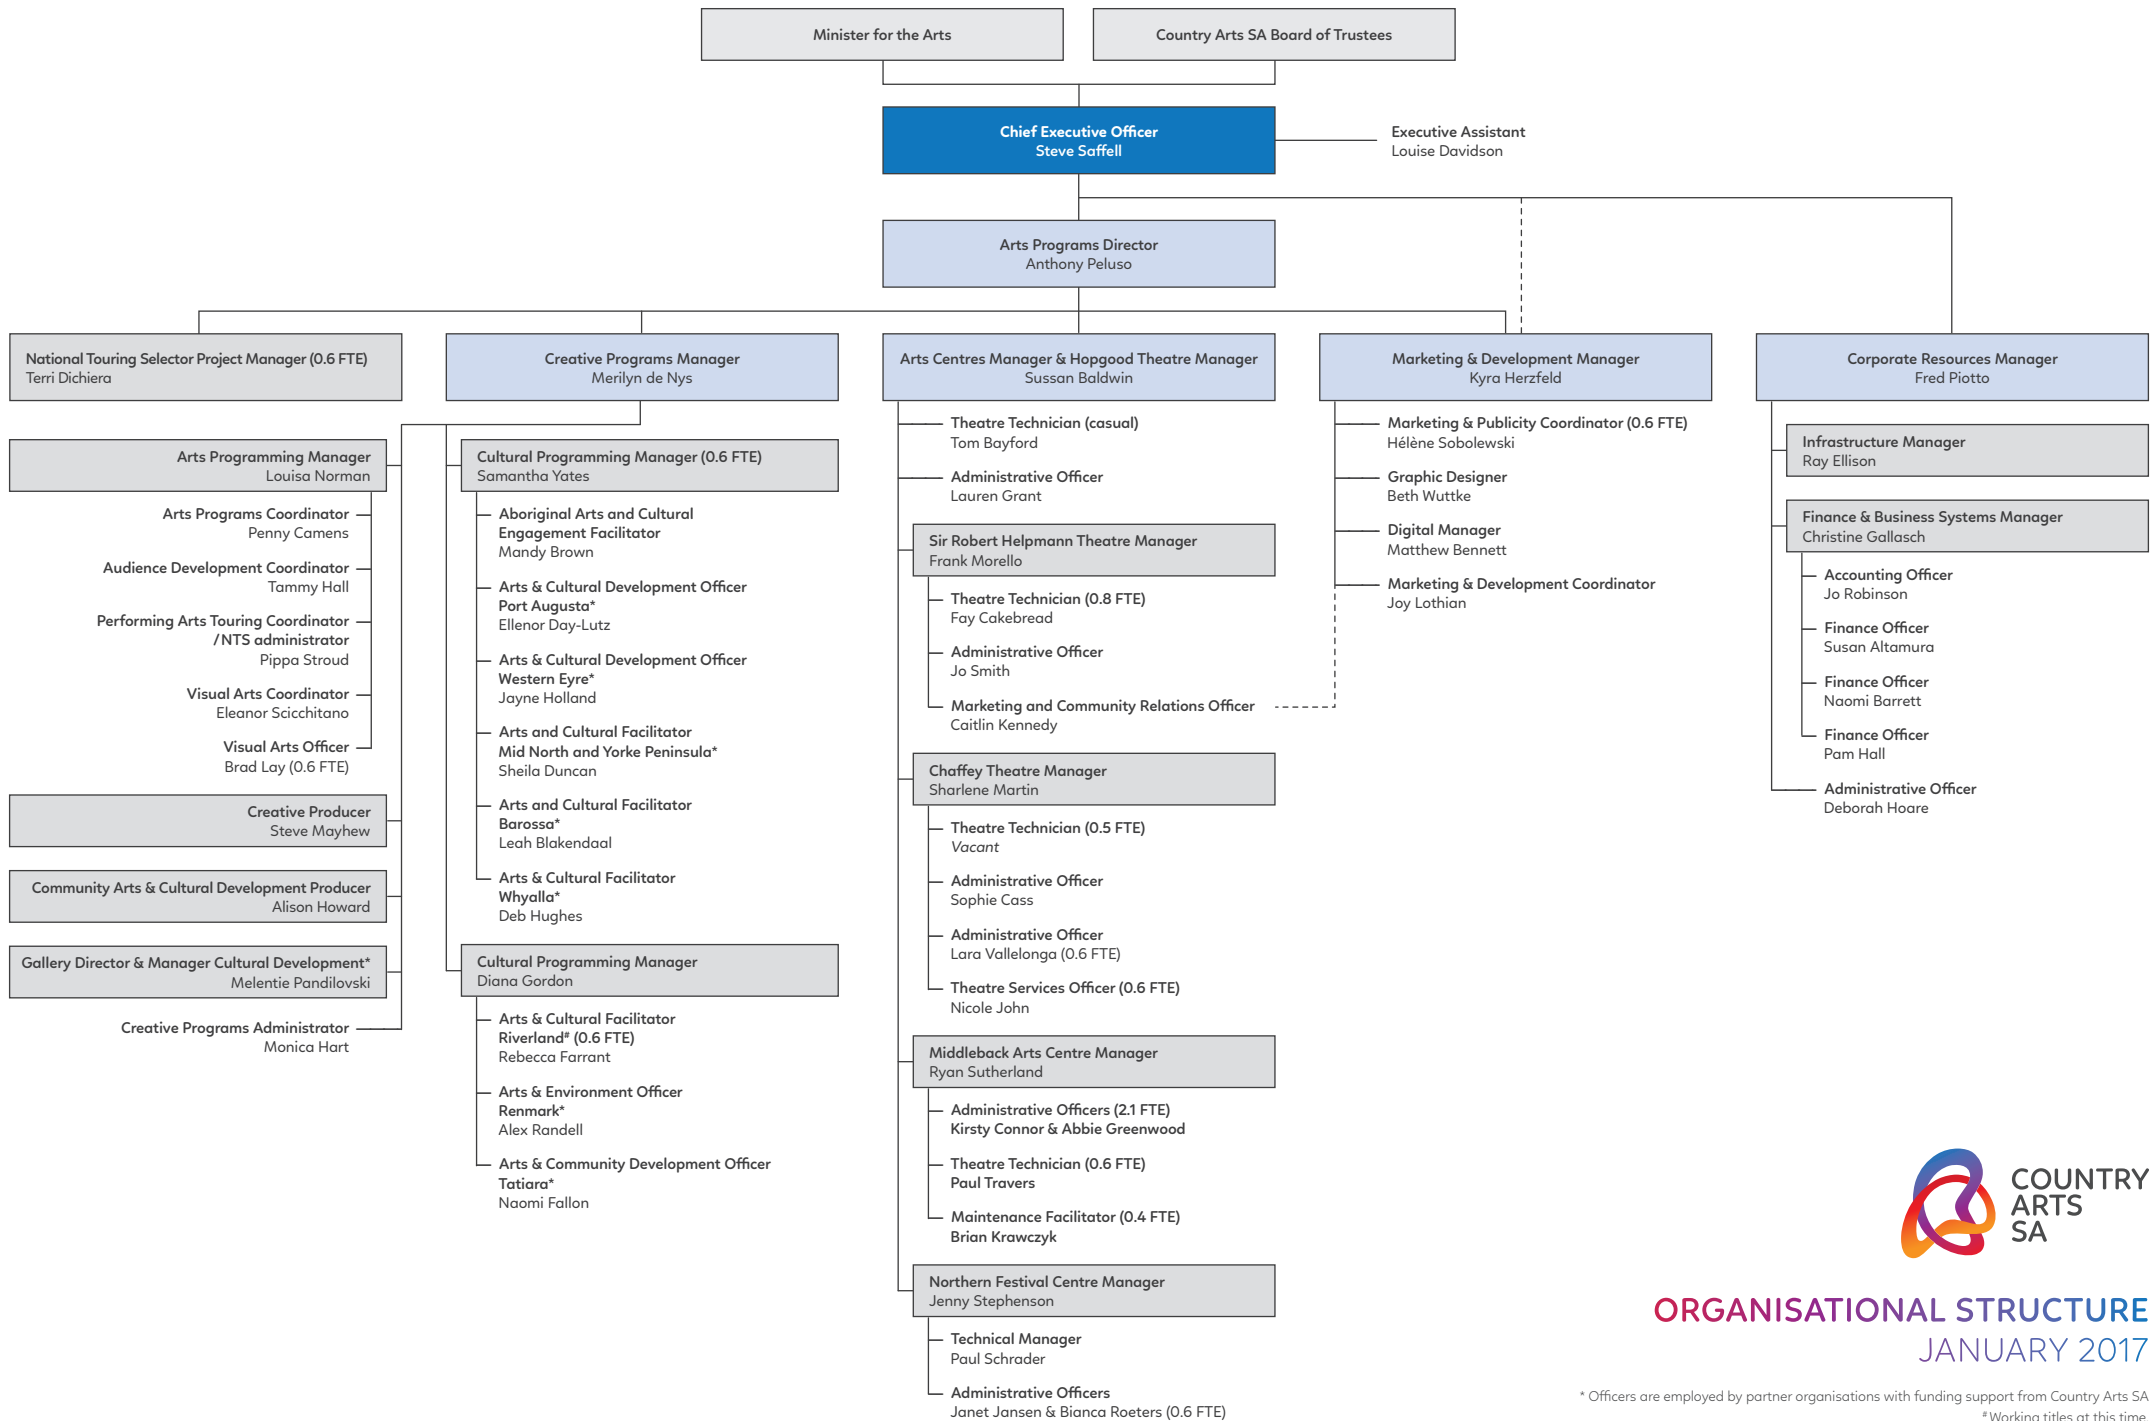 Minister for the Arts
Country Arts SA Board of Trustees
Chief Executive Officer
Steve Saffell
Executive Assistant
Louise Davidson
Arts Programs Director
Anthony Peluso
National Touring Selector Project Manager (0.6 FTE)
Terri Dichiera
Creative Programs Manager
Merilyn de Nys
Arts Centres Manager & Hopgood Theatre Manager
Sussan Baldwin
Marketing & Development Manager
Kyra Herzfeld
Corporate Resources Manager
Fred Piotto
Arts Programming Manager
Louisa Norman
Arts Programs Coordinator
Penny Camens
Audience Development Coordinator
Tammy Hall
Performing Arts Touring Coordinator
/NTS administrator
Pippa Stroud
Visual Arts Coordinator
Eleanor Scicchitano
Visual Arts Officer
Brad Lay (0.6 FTE)
Creative Producer
Steve Mayhew
Community Arts & Cultural Development Producer
Alison Howard
Gallery Director & Manager Cultural Development*
Melentie Pandilovski
Creative Programs Administrator
Monica Hart
Cultural Programming Manager (0.6 FTE)
Samantha Yates
Aboriginal Arts and Cultural
Engagement Facilitator
Mandy Brown
Arts & Cultural Development Officer
Port Augusta*
Ellenor Day-Lutz
Arts & Cultural Development Officer
Western Eyre*
Jayne Holland
Arts and Cultural Facilitator
Mid North and Yorke Peninsula*
Sheila Duncan
Arts and Cultural Facilitator
Barossa*
Leah Blakendaal
Arts & Cultural Facilitator
Whyalla*
Deb Hughes
Cultural Programming Manager
Diana Gordon
Arts & Cultural Facilitator
Riverland# (0.6 FTE)
Rebecca Farrant
Arts & Environment Officer
Renmark*
Alex Randell
Arts & Community Development Officer
Tatiara*
Naomi Fallon
Theatre Technician (casual)
Tom Bayford
Administrative Officer
Lauren Grant
Sir Robert Helpmann Theatre Manager
Frank Morello
Theatre Technician (0.8 FTE)
Fay Cakebread
Administrative Officer
Jo Smith
Marketing and Community Relations Officer
Caitlin Kennedy
Chaffey Theatre Manager
Sharlene Martin
Theatre Technician (0.5 FTE)
Vacant
Administrative Officer
Sophie Cass
Administrative Officer
Lara Vallelonga (0.6 FTE)
Theatre Services Officer (0.6 FTE)
Nicole John
Middleback Arts Centre Manager
Ryan Sutherland
Administrative Officers (2.1 FTE)
Kirsty Connor & Abbie Greenwood
Theatre Technician (0.6 FTE)
Paul Travers
Maintenance Facilitator (0.4 FTE)
Brian Krawczyk
Northern Festival Centre Manager
Jenny Stephenson
Technical Manager
Paul Schrader
Administrative Officers
Janet Jansen & Bianca Roeters (0.6 FTE)
Marketing & Publicity Coordinator (0.6 FTE)
Hélène Sobolewski
Graphic Designer
Beth Wuttke
Digital Manager
Matthew Bennett
Marketing & Development Coordinator
Joy Lothian
Infrastructure Manager
Ray Ellison
Finance & Business Systems Manager
Christine Gallasch
Accounting Officer
Jo Robinson
Finance Officer
Susan Altamura
Finance Officer
Naomi Barrett
Finance Officer
Pam Hall
Administrative Officer
Deborah Hoare
COUNTRY
ARTS
SA
ORGANISATIONAL STRUCTURE
JANUARY 2017
* Officers are employed by partner organisations with funding support from Country Arts SA
# Working titles at this time.